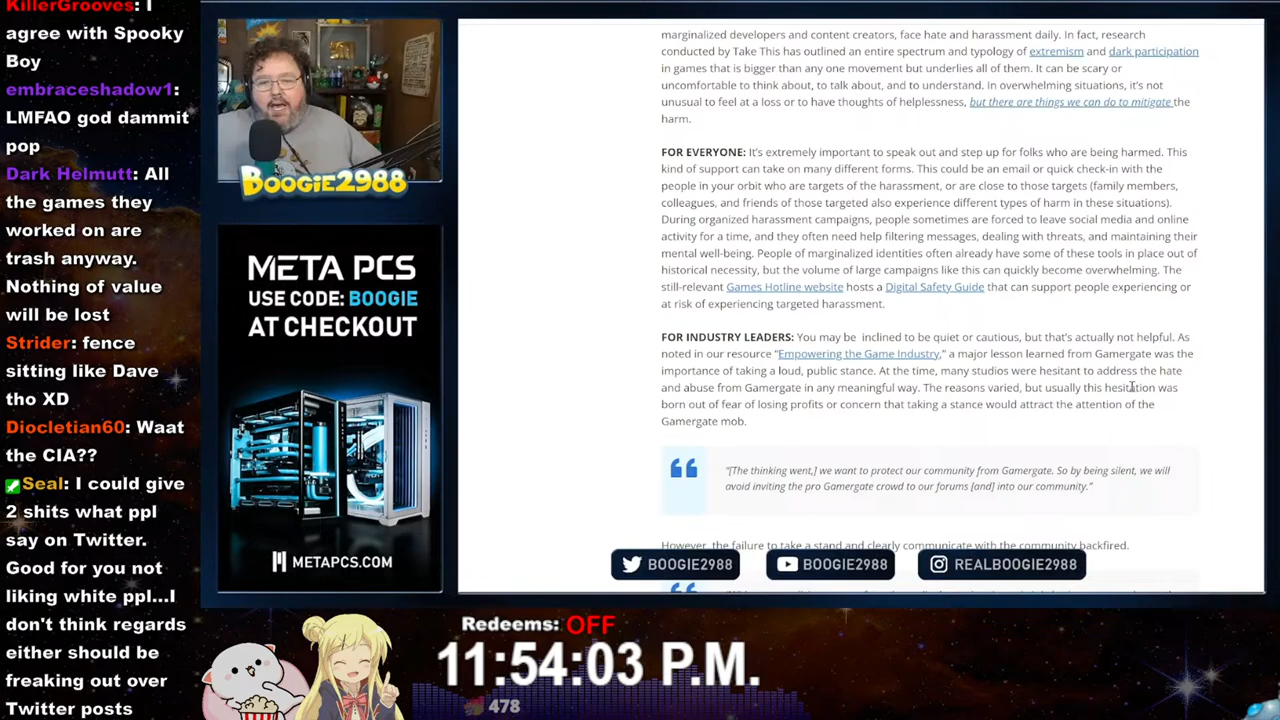 KillerGrooves: I
agree with Spooky
Boy
embraceshadow1:
LMFAO god dammit
pop
Dark Helmutt: All
the games they
worked on are
trash anyway.
Nothing of value
will be lost
Strider: fence
sitting like Dave
tho XD
Diocletian60: Waat
the CIA??
Seal: I could give
2 shits what ppl
say on Twitter.
Good for you not
liking white ppl...I
don't think regards
either should be
freaking out over
Twitter posts
BOOGIE2988
META PCS
USE CODE: BOOGIE
AT CHECKOUT
METAPCS.COM
marginalized developers and content creators, face hate and harassment daily. In fact, research
conducted by Take This has outlined an entire spectrum and typology of extremism and dark participation
in games that is bigger than any one movement but underlies all of them. It can be scary or
uncomfortable to think about, to talk about, and to understand. In overwhelming situations, it's not
unusual to feel at a loss or to have thoughts of helplessness, but there are things we can do to mitigate the
harm.
FOR EVERYONE: It's extremely important to speak out and step up for folks who are being harmed. This
kind of support can take on many different forms. This could be an email or quick check-in with the
people in your orbit who are targets of the harassment, or are close to those targets (family members,
colleagues, and friends of those targeted also experience different types of harm in these situations).
During organized harassment campaigns, people sometimes are forced to leave social media and online
activity for a time, and they often need help filtering messages, dealing with threats, and maintaining their
mental well-being. People of marginalized identities often already have some of these tools in place out of
historical necessity, but the volume of large campaigns like this can quickly become overwhelming. The
still-relevant Games Hotline website hosts a Digital Safety Guide that can support people experiencing or
at risk of experiencing targeted harassment.
FOR INDUSTRY LEADERS: You may be inclined to be quiet or cautious, but that's actually not helpful. As
noted in our resource "Empowering the Game Industry," a major lesson learned from Gamergate was the
importance of taking a loud, public stance. At the time, many studios were hesitant to address the hate
and abuse from Gamergate in any meaningful way. The reasons varied, but usually this hesitation was
born out of fear of losing profits or concern that taking a stance would attract the attention of the
Gamergate mob.
"[The thinking went,] we want to protect our community from Gamergate. So by being silent, we will
avoid inviting the pro Gamergate crowd to our forums [and] into our community."
However, the failure to take a stand and clearly communicate with the community backfired.
BOOGIE2988
BOOGIE2988
REALBOOGIE2988
Redeems: OFF
11:54:03 P.M.
478